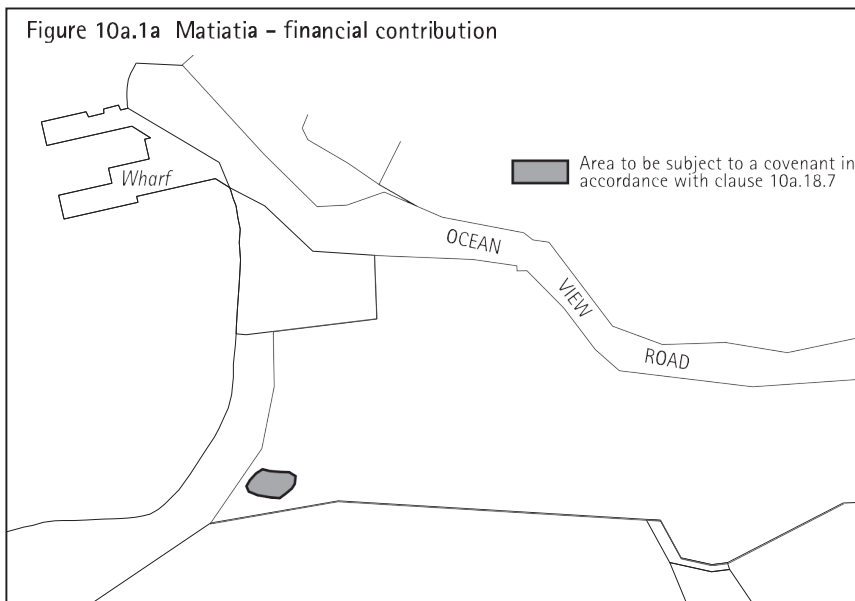 Figure 10a.1a Matiatia - financial contribution
Wharf
Area to be subject to a covenant in
accordance with clause 10a.18.7
OCEAN
VIEW
ROAD